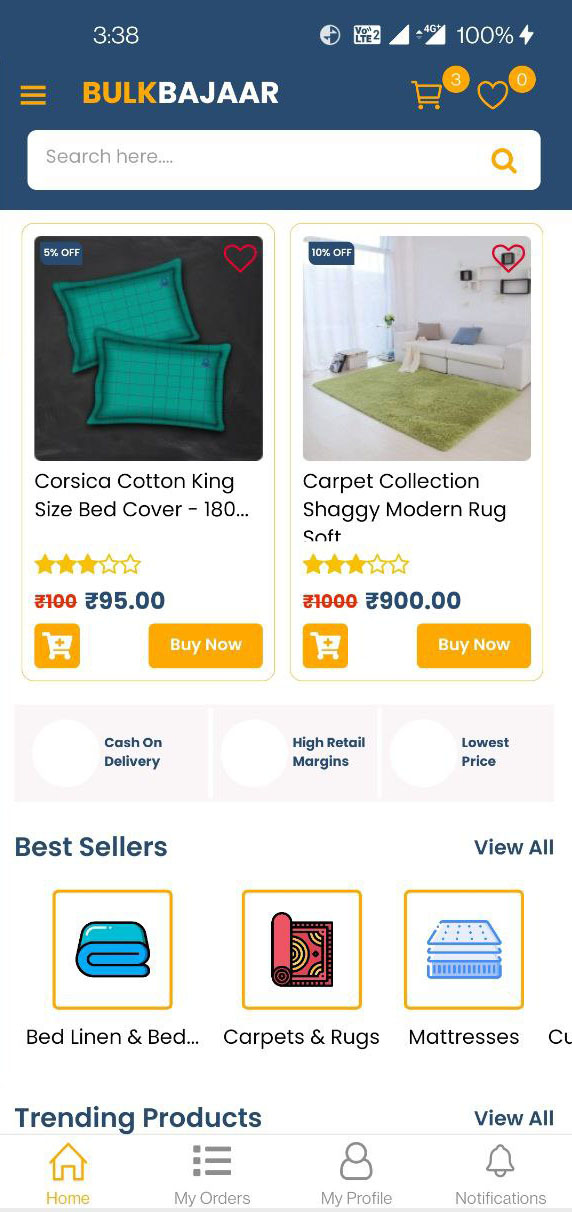 3:38
Vo))
LTE2
4G+
100%
BULKBAJAAR
3
0
Search here....
5% OFF
10% OFF
Corsica Cotton King
Size Bed Cover - 180...
Carpet Collection
Shaggy Modern Rug
Soft
₹100 ₹95.00
₹1000 ₹900.00
Buy Now
Buy Now
Cash On
Delivery
High Retail
Margins
Lowest
Price
Best Sellers
View All
Bed Linen & Bed...
Carpets & Rugs
Mattresses
Cu
Trending Products
View All
Home
My Orders
My Profile
Notifications